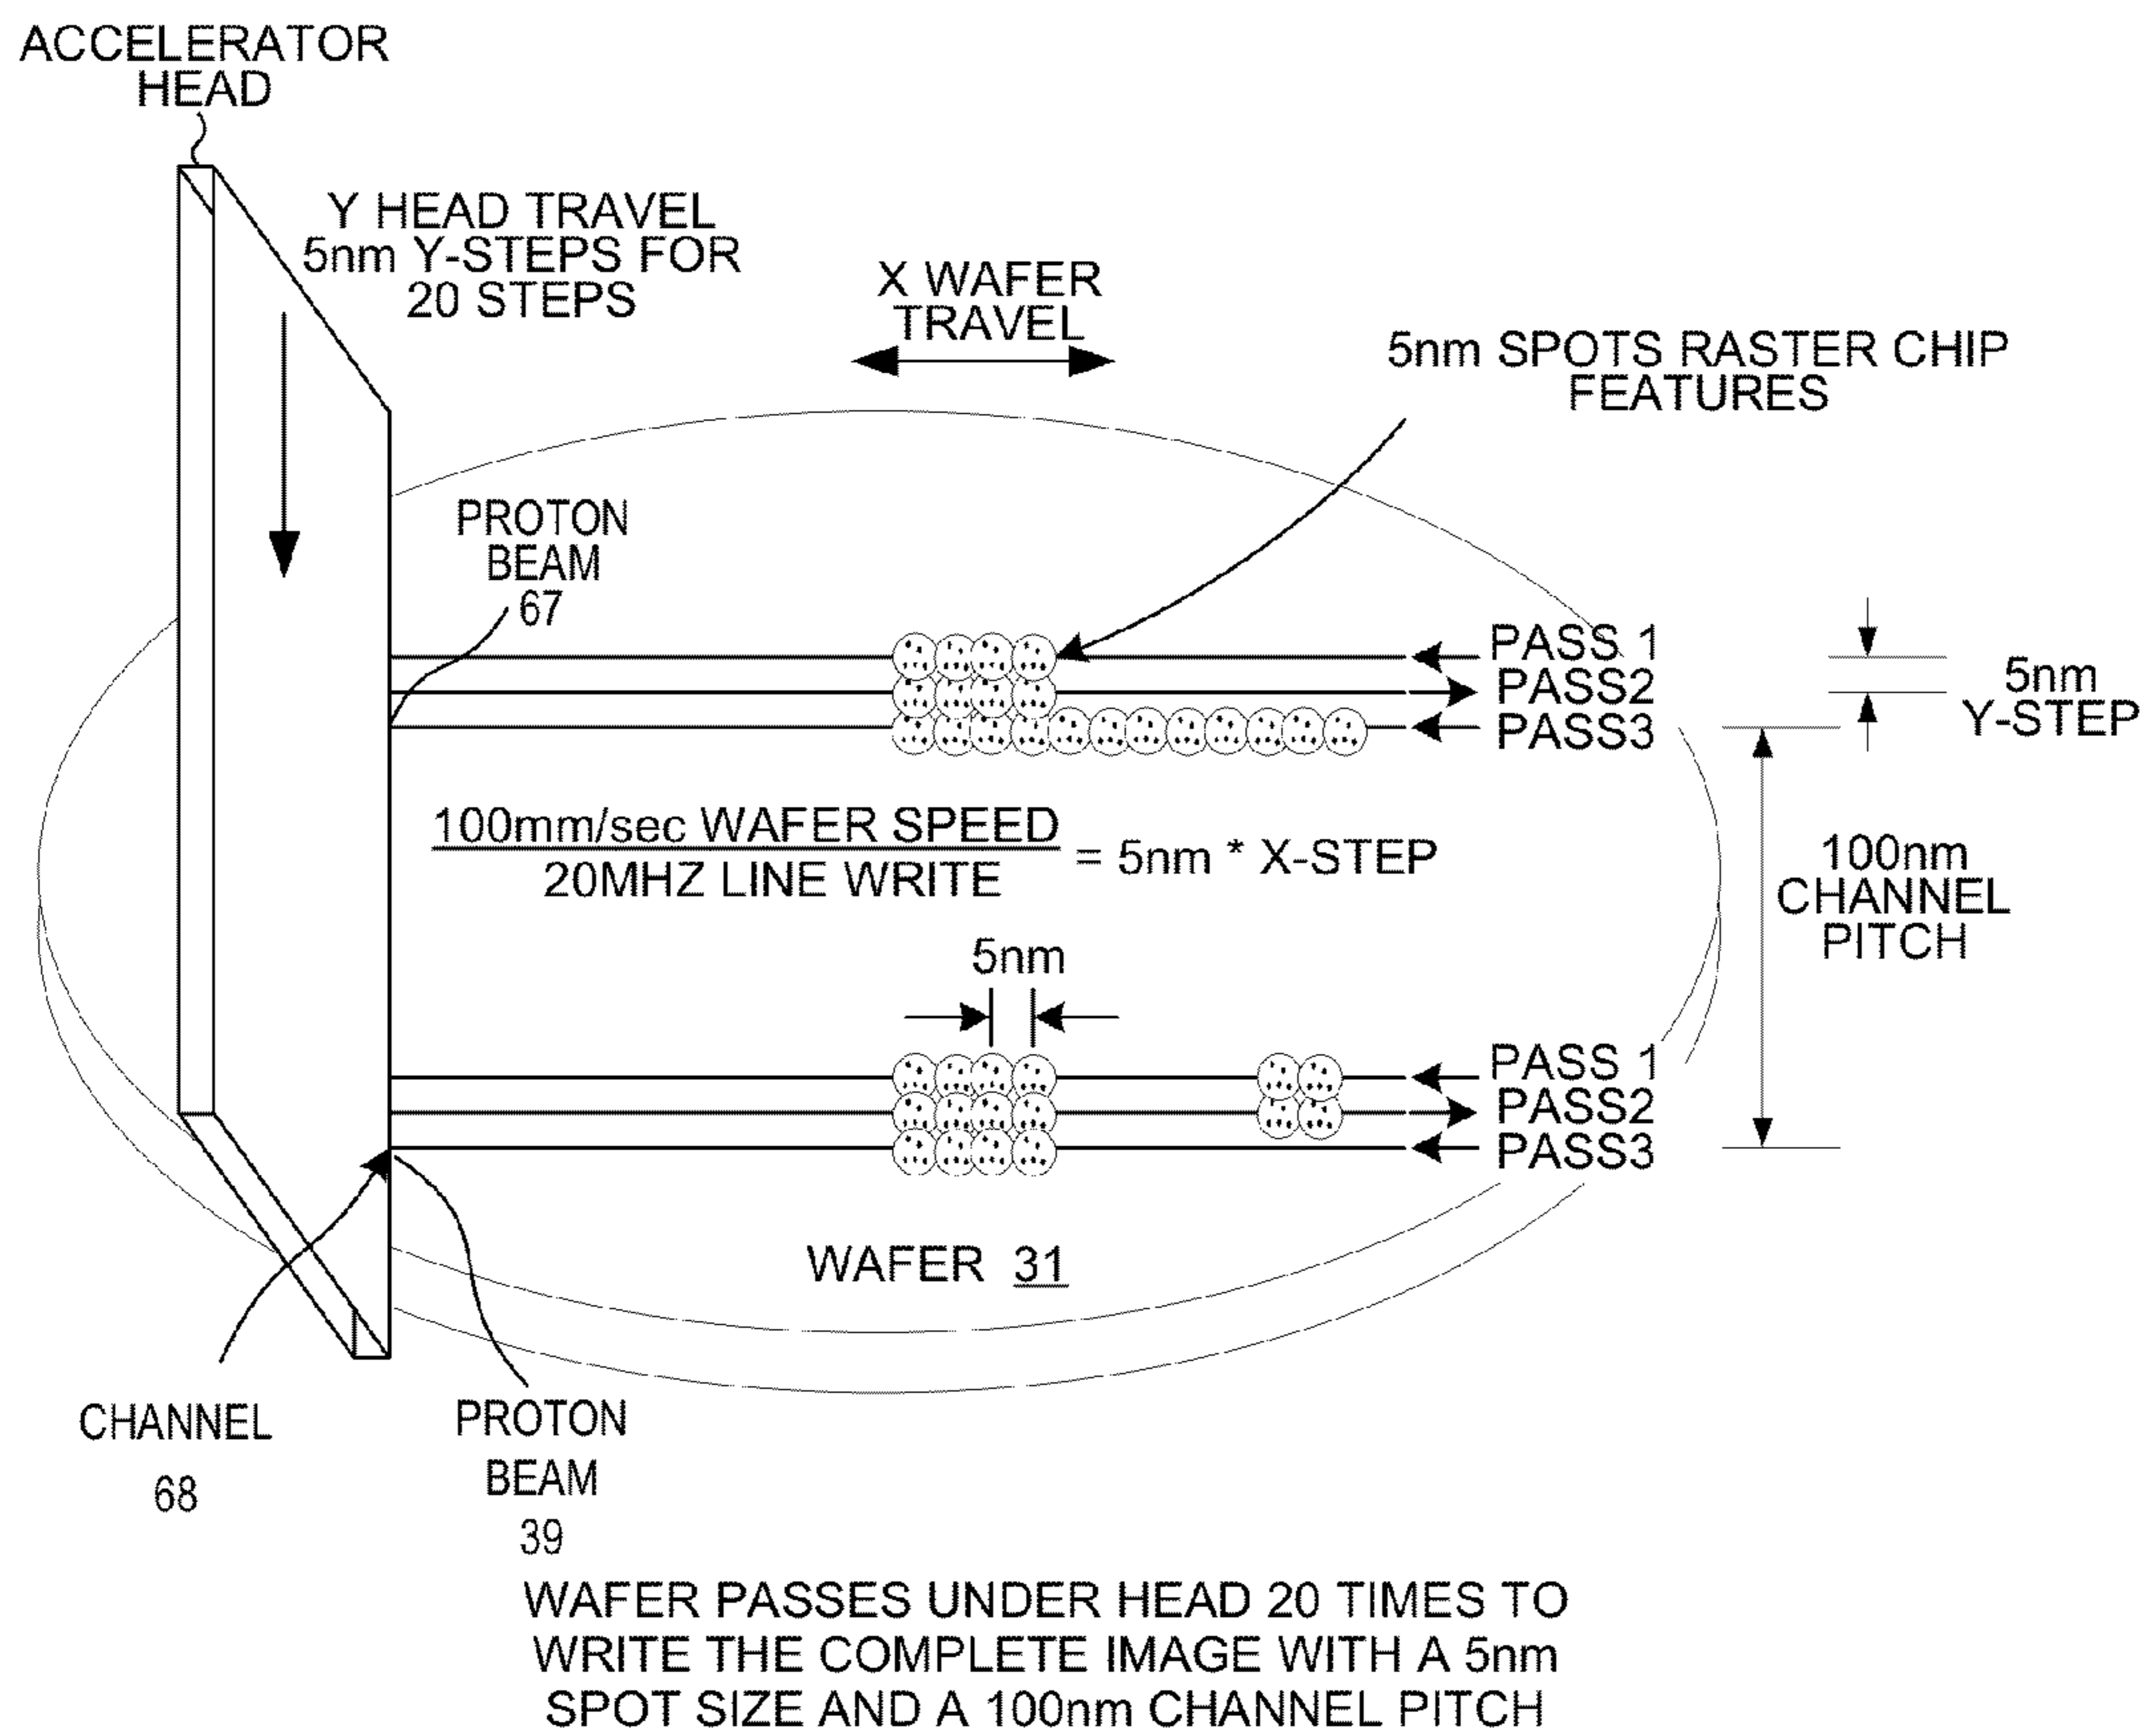 ACCELERATOR
HEAD
Y HEAD TRAVEL
5nm Y-STEPS FOR
20 STEPS
X WAFER
TRAVEL
5nm SPOTS RASTER CHIP
FEATURES
PROTON
BEAM
67
PASS 1
PASS2
PASS3
5nm
Y-STEP
100mm/sec WAFER SPEED
20MHZ LINE WRITE
= 5nm * X-STEP
100nm
CHANNEL
PITCH
5nm
PASS 1
PASS2
PASS3
WAFER 31
CHANNEL
68
PROTON
BEAM
39
WAFER PASSES UNDER HEAD 20 TIMES TO
WRITE THE COMPLETE IMAGE WITH A 5nm
SPOT SIZE AND A 100nm CHANNEL PITCH